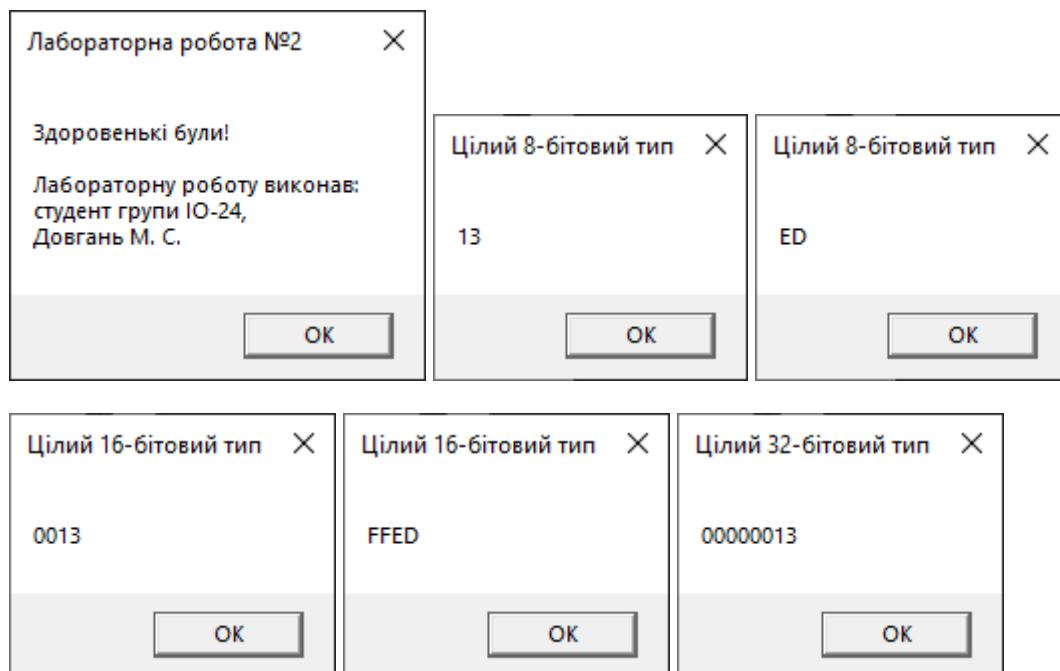 Лабораторна робота №2
Здоровенькі були!
Лабораторну роботу виконав:
студент групи ІО-24,
Довгань М. С.
OK
Цілий 8-бітовий тип
13
OK
Цілий 8-бітовий тип
ED
OK
Цілий 16-бітовий тип
0013
OK
Цілий 16-бітовий тип
FFED
OK
Цілий 32-бітовий тип
00000013
OK